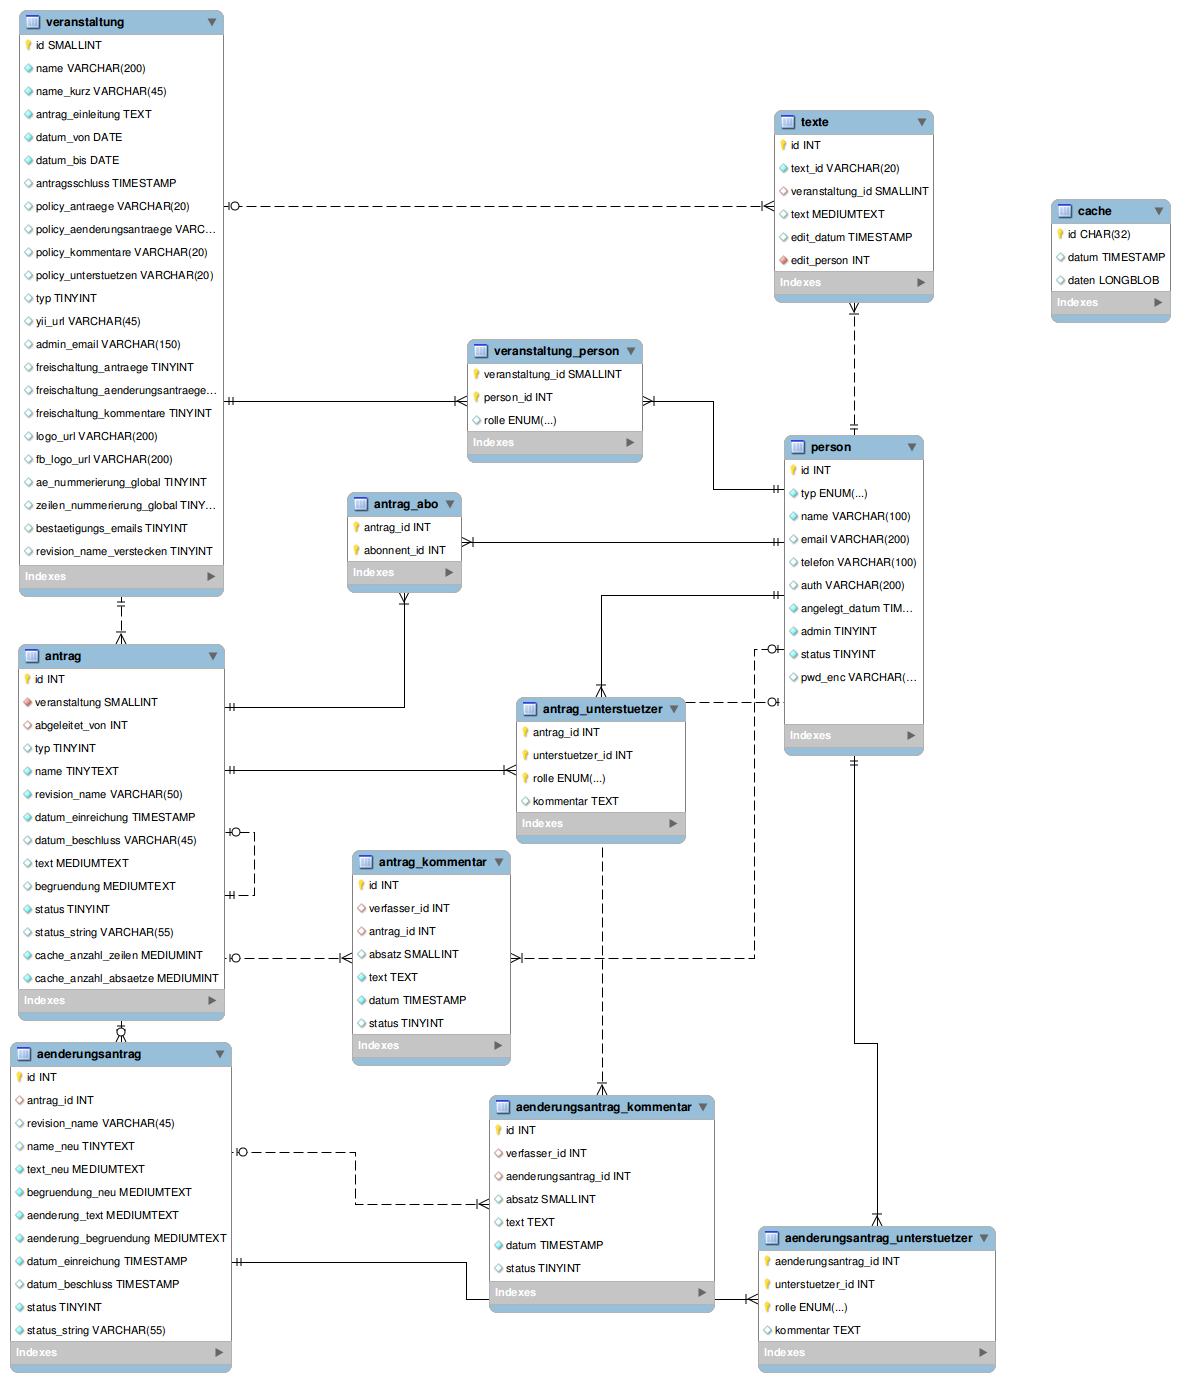 veranstaltung
id SMALLINT
name VARCHAR(200)
name_kurz VARCHAR(45)
antrag_einleitung TEXT
datum_von DATE
datum_bis DATE
antragsschluss TIMESTAMP
policy_antraege VARCHAR(20)
policy_aenderungsantraege VARC...
policy_kommentare VARCHAR(20)
policy_unterstuetzen VARCHAR(20)
typ TINYINT
yii_url VARCHAR(45)
admin_email VARCHAR(150)
freischaltung_antraege TINYINT
freischaltung_aenderungsantraege...
freischaltung_kommentare TINYINT
logo_url VARCHAR(200)
fb_logo_url VARCHAR(200)
ae_nummerierung_global TINYINT
zeilen_nummerierung_global TINY...
bestaetigungs_emails TINYINT
revision_name_verstecken TINYINT
Indexes
texte
id INT
text_id VARCHAR(20)
veranstaltung_id SMALLINT
text MEDIUMTEXT
edit_datum TIMESTAMP
edit_person INT
Indexes
cache
id CHAR(32)
datum TIMESTAMP
daten LONGBLOB
Indexes
veranstaltung_person
veranstaltung_id SMALLINT
person_id INT
rolle ENUM(...)
Indexes
person
id INT
typ ENUM(...)
name VARCHAR(100)
email VARCHAR(200)
telefon VARCHAR(100)
auth VARCHAR(200)
angelegt_datum TIM...
admin TINYINT
status TINYINT
pwd_enc VARCHAR(...
Indexes
antrag_abo
antrag_id INT
abonnent_id INT
Indexes
antrag
id INT
veranstaltung SMALLINT
abgeleitet_von INT
typ TINYINT
name TINYTEXT
revision_name VARCHAR(50)
datum_einreichung TIMESTAMP
datum_beschluss VARCHAR(45)
text MEDIUMTEXT
begruendung MEDIUMTEXT
status TINYINT
status_string VARCHAR(55)
cache_anzahl_zeilen MEDIUMINT
cache_anzahl_absaetze MEDIUMINT
Indexes
antrag_unterstuetzer
antrag_id INT
unterstuetzer_id INT
rolle ENUM(...)
kommentar TEXT
Indexes
antrag_kommentar
id INT
verfasser_id INT
antrag_id INT
absatz SMALLINT
text TEXT
datum TIMESTAMP
status TINYINT
Indexes
aenderungsantrag
id INT
antrag_id INT
revision_name VARCHAR(45)
name_neu TINYTEXT
text_neu MEDIUMTEXT
begruendung_neu MEDIUMTEXT
aenderung_text MEDIUMTEXT
aenderung_begruendung MEDIUMTEXT
datum_einreichung TIMESTAMP
datum_beschluss TIMESTAMP
status TINYINT
status_string VARCHAR(55)
Indexes
aenderungsantrag_kommentar
id INT
verfasser_id INT
aenderungsantrag_id INT
absatz SMALLINT
text TEXT
datum TIMESTAMP
status TINYINT
Indexes
aenderungsantrag_unterstuetzer
aenderungsantrag_id INT
unterstuetzer_id INT
rolle ENUM(...)
kommentar TEXT
Indexes